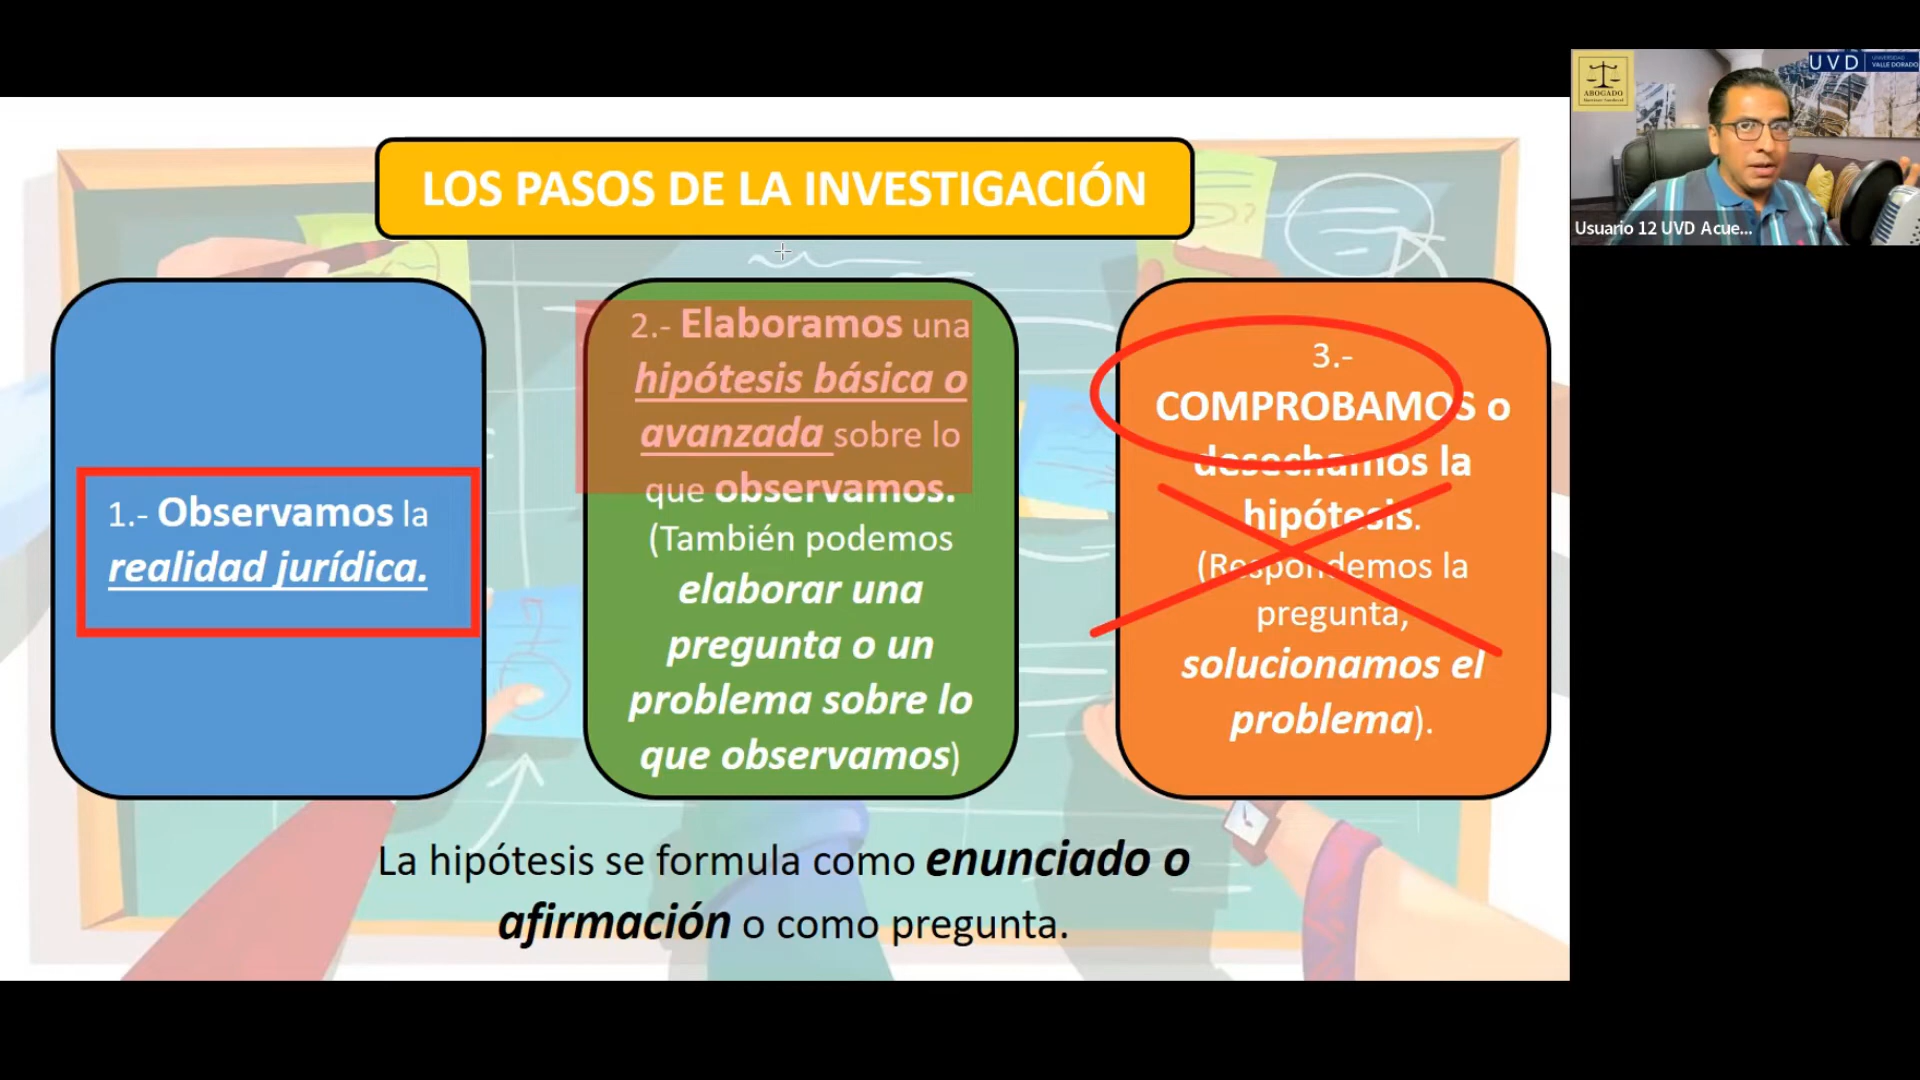 LOS PASOS DE LA INVESTIGACIÓN
1.- Observamos la
realidad jurídica.
2.- Elaboramos una
hipótesis básica o
avanzada sobre lo
que observamos.
(También podemos
elaborar una
pregunta o un
problema sobre lo
que observamos)
3.-
COMPROBAMOS o
desechamos la
hipótesis.
(Respondemos la
pregunta,
solucionamos el
problema).
La hipótesis se formula como enunciado o
afirmación o como pregunta.
ABOGADO
UVD
UNIVERSIDAD
VALLE DORADO
Usuario 12 UVD Acue...